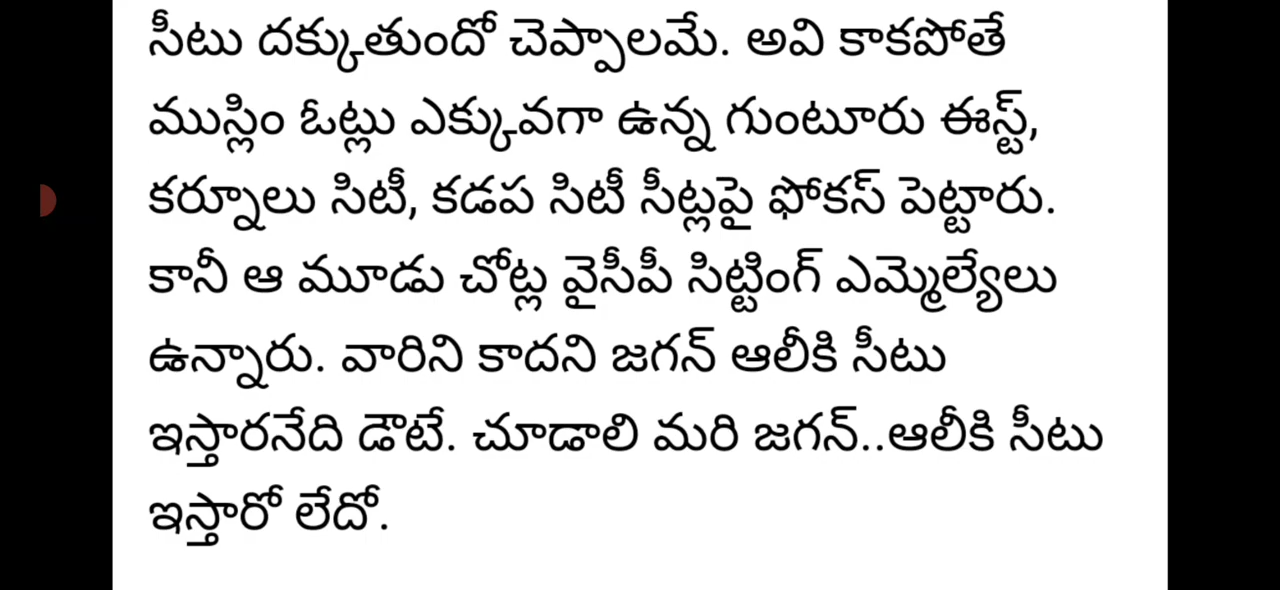 సీటు దక్కుతుందో చెప్పాలమే. అవి కాకపోతే
ముస్లిం ఓట్లు ఎక్కువగా ఉన్న గుంటూరు ఈస్ట్,
కర్నూలు సిటీ, కడప సిటీ సీట్లపై ఫోకస్ పెట్టారు.
కానీ ఆ మూడు చోట్ల వైసీపీ సిట్టింగ్ ఎమ్మెల్యేలు
ఉన్నారు. వారిని కాదని జగన్ ఆలీకి సీటు
ఇస్తారనేది డౌటే. చూడాలి మరి జగన్..ఆలీకి సీటు
ఇస్తారో లేదో.